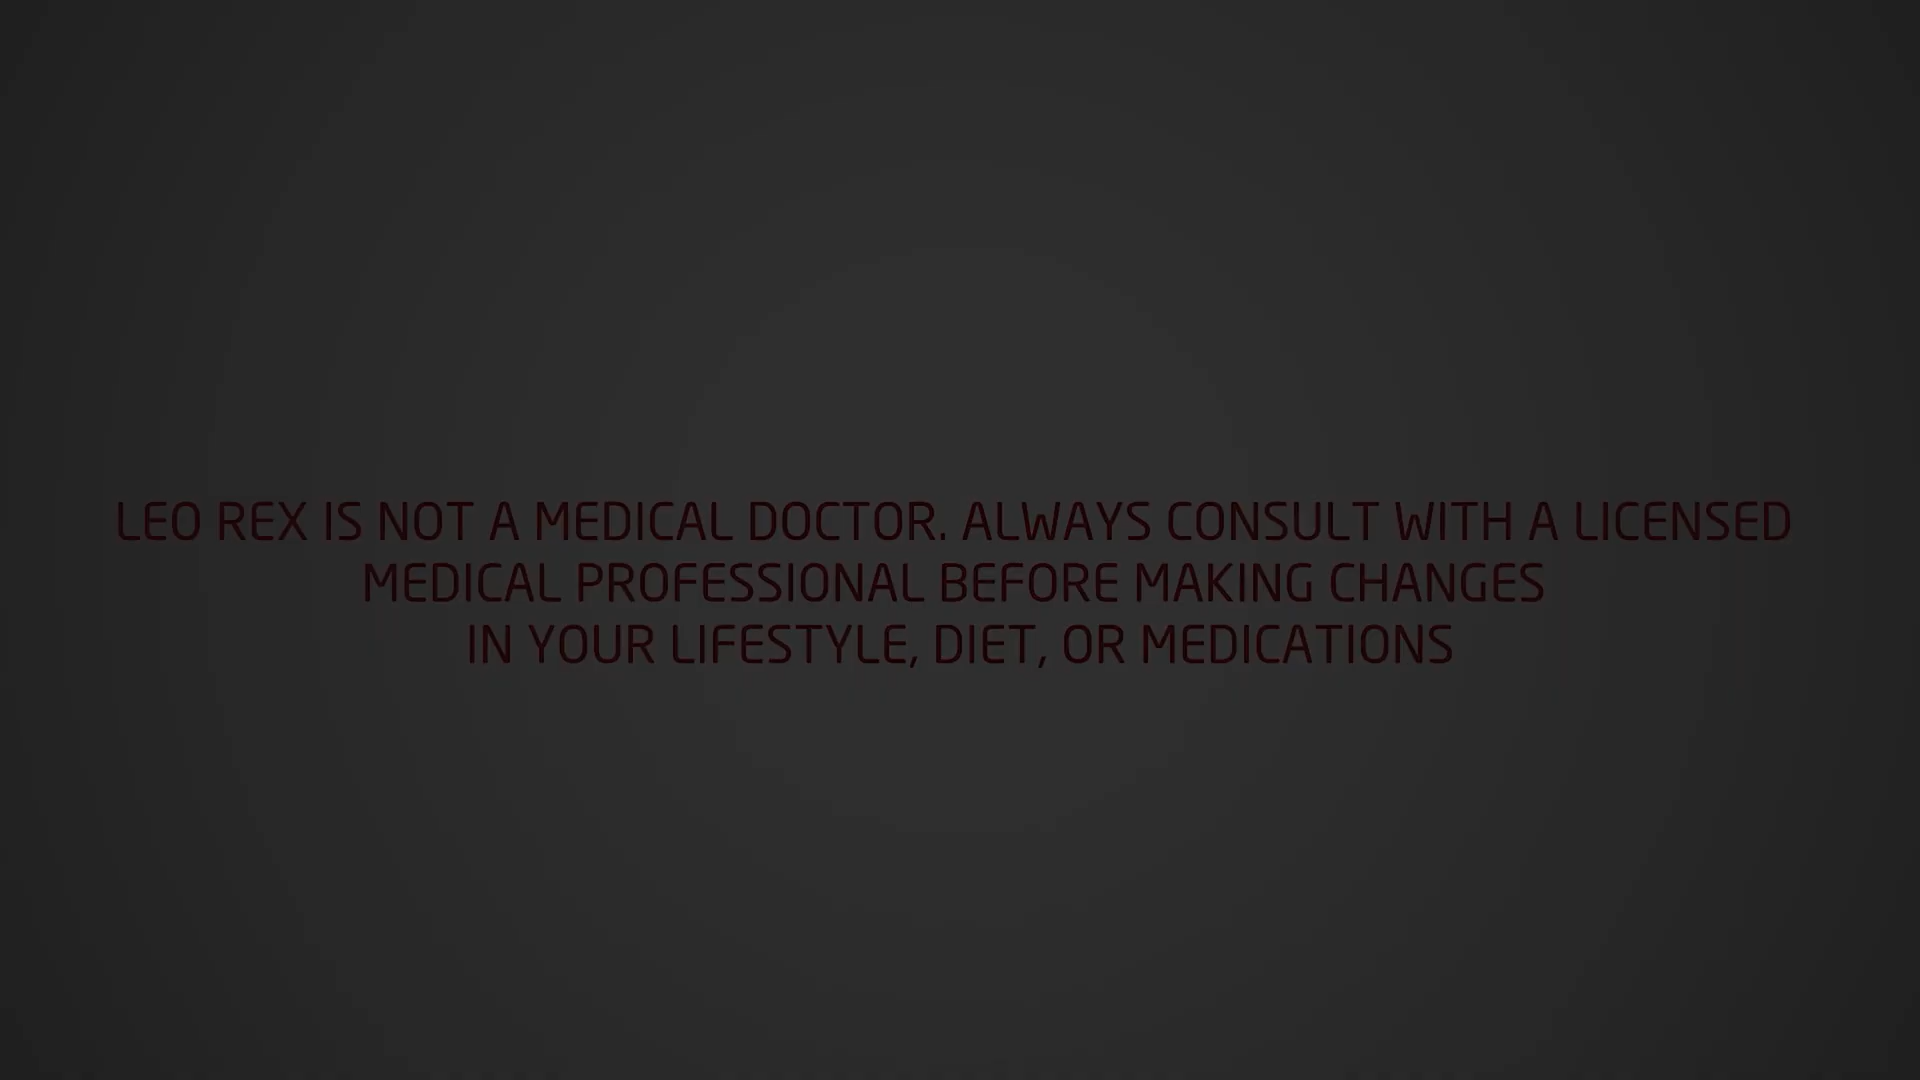 LEO REX IS NOT A MEDICAL DOCTOR. ALWAYS CONSULT WITH A LICENSED
MEDICAL PROFESSIONAL BEFORE MAKING CHANGES
IN YOUR LIFESTYLE, DIET, OR MEDICATIONS